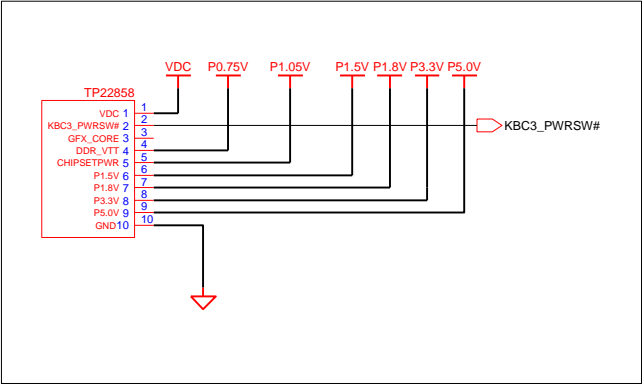 VDC P0.75V P1.05V P1.5V P1.8V P3.3V P5.0V
TP22858
VDC 1 1
KBC3_PWRSW# 2 2 KBC3_PWRSW#
GFX_CORE 3 3
DDR_VTT 4 4
CHIPSETPWR 5 5
P1.5V 6 6
P1.8V 7 7
P3.3V 8 8
P5.0V 9 9
GND 10 10